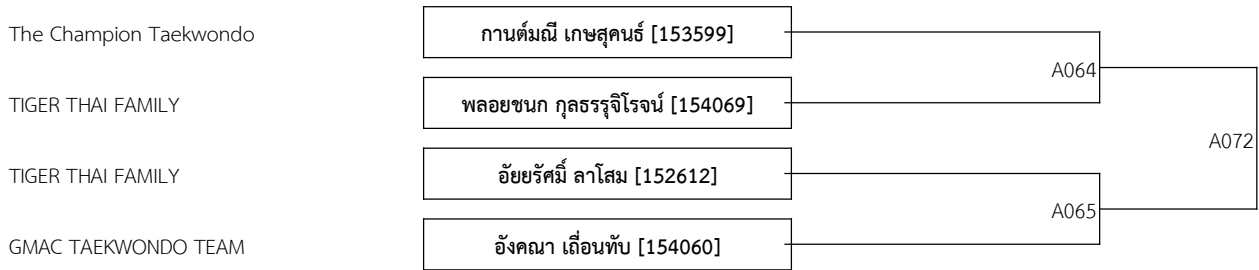 The Champion Taekwondo กานต์มณี เกษสุคนธ์ [153599]
A064
TIGER THAI FAMILY พลอยชนก กุลธรรุจิโรจน์ [154069]
A072
TIGER THAI FAMILY อัยยรัศมิ์ ลาโสม [152612]
A065
GMAC TAEKWONDO TEAM อังคณา เถื่อนทับ [154060]